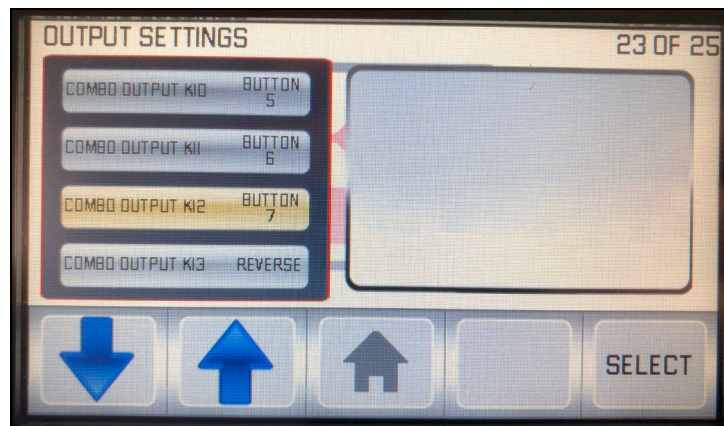 OUTPUT SETTINGS
23 OF 25
COMBO OUTPUT K10 BUTTON
5
COMBO OUTPUT K11 BUTTON
6
COMBO OUTPUT K12 BUTTON
7
COMBO OUTPUT K13 REVERSE
SELECT